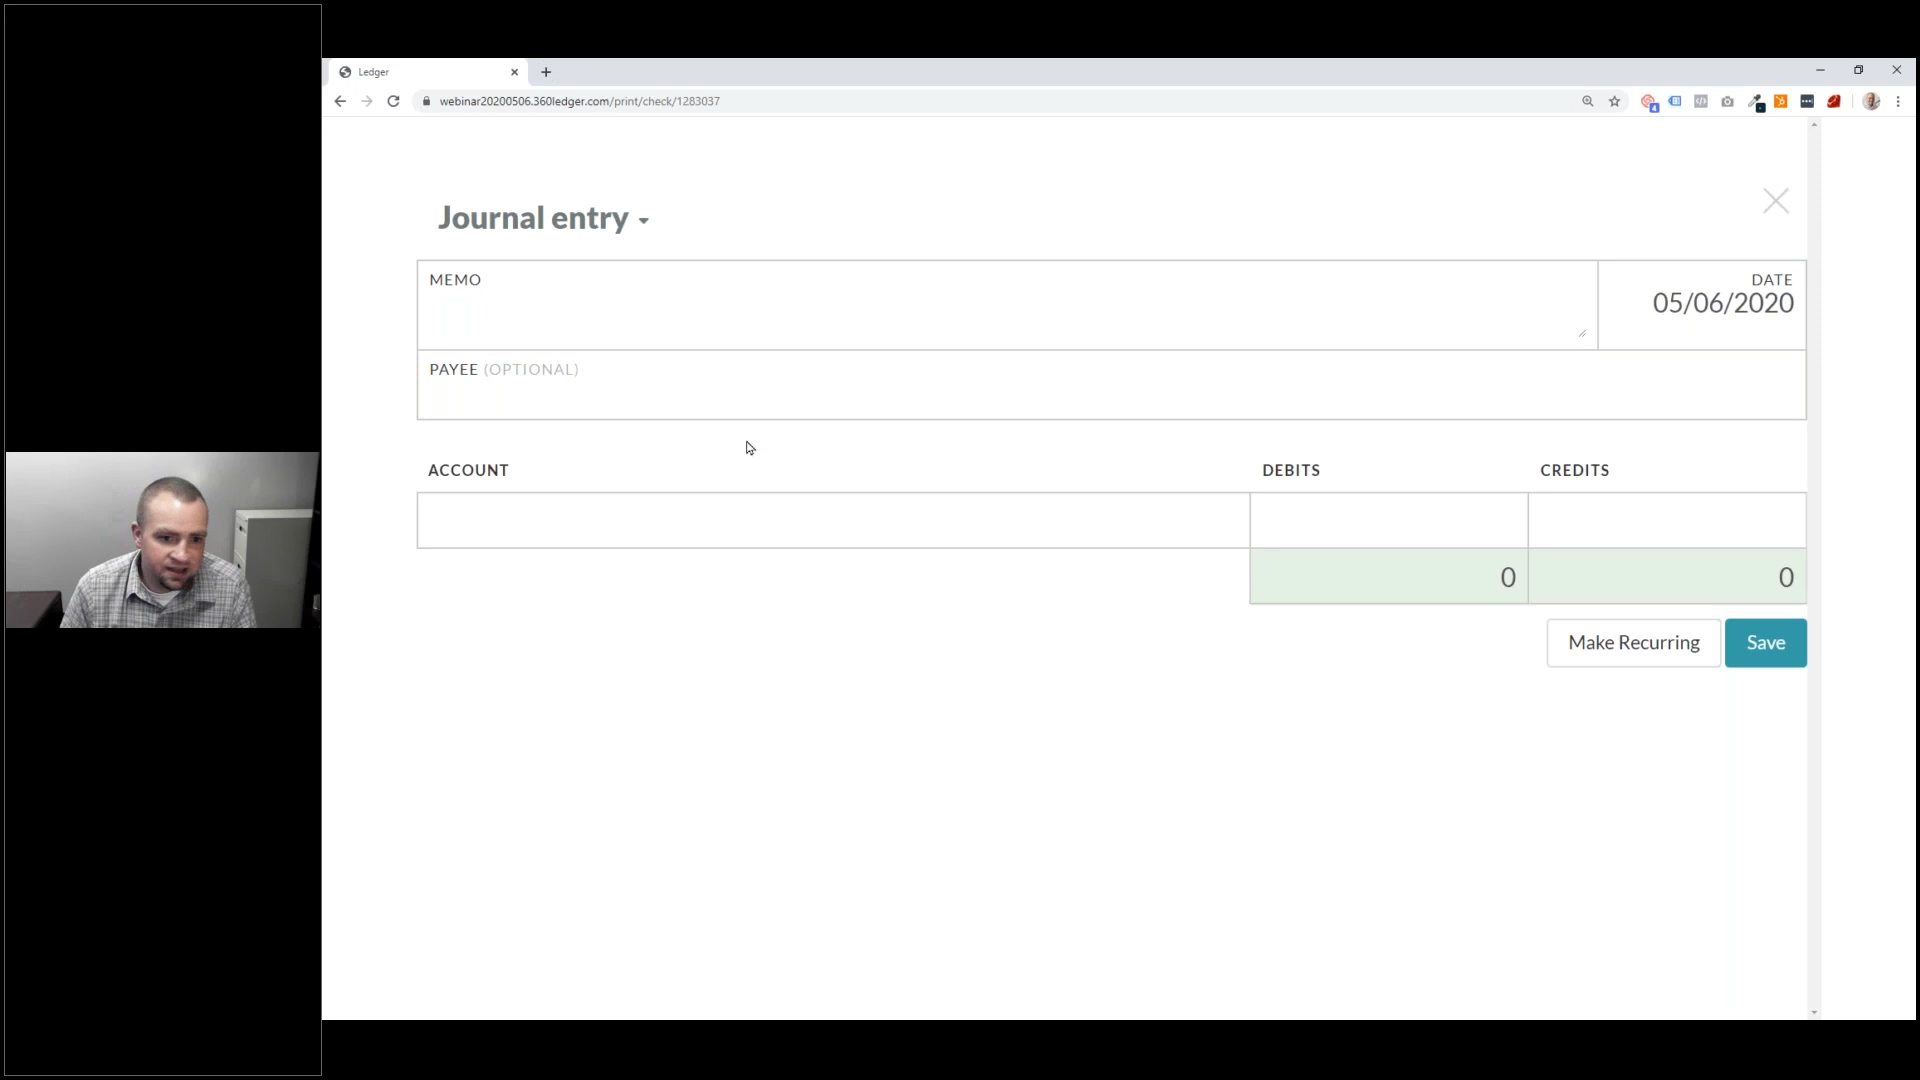 Ledger
webinar20200506.360ledger.com/print/check/1283037
Journal entry
MEMO
DATE
05/06/2020
PAYEE (OPTIONAL)
ACCOUNT DEBITS CREDITS
0 0
Make Recurring Save